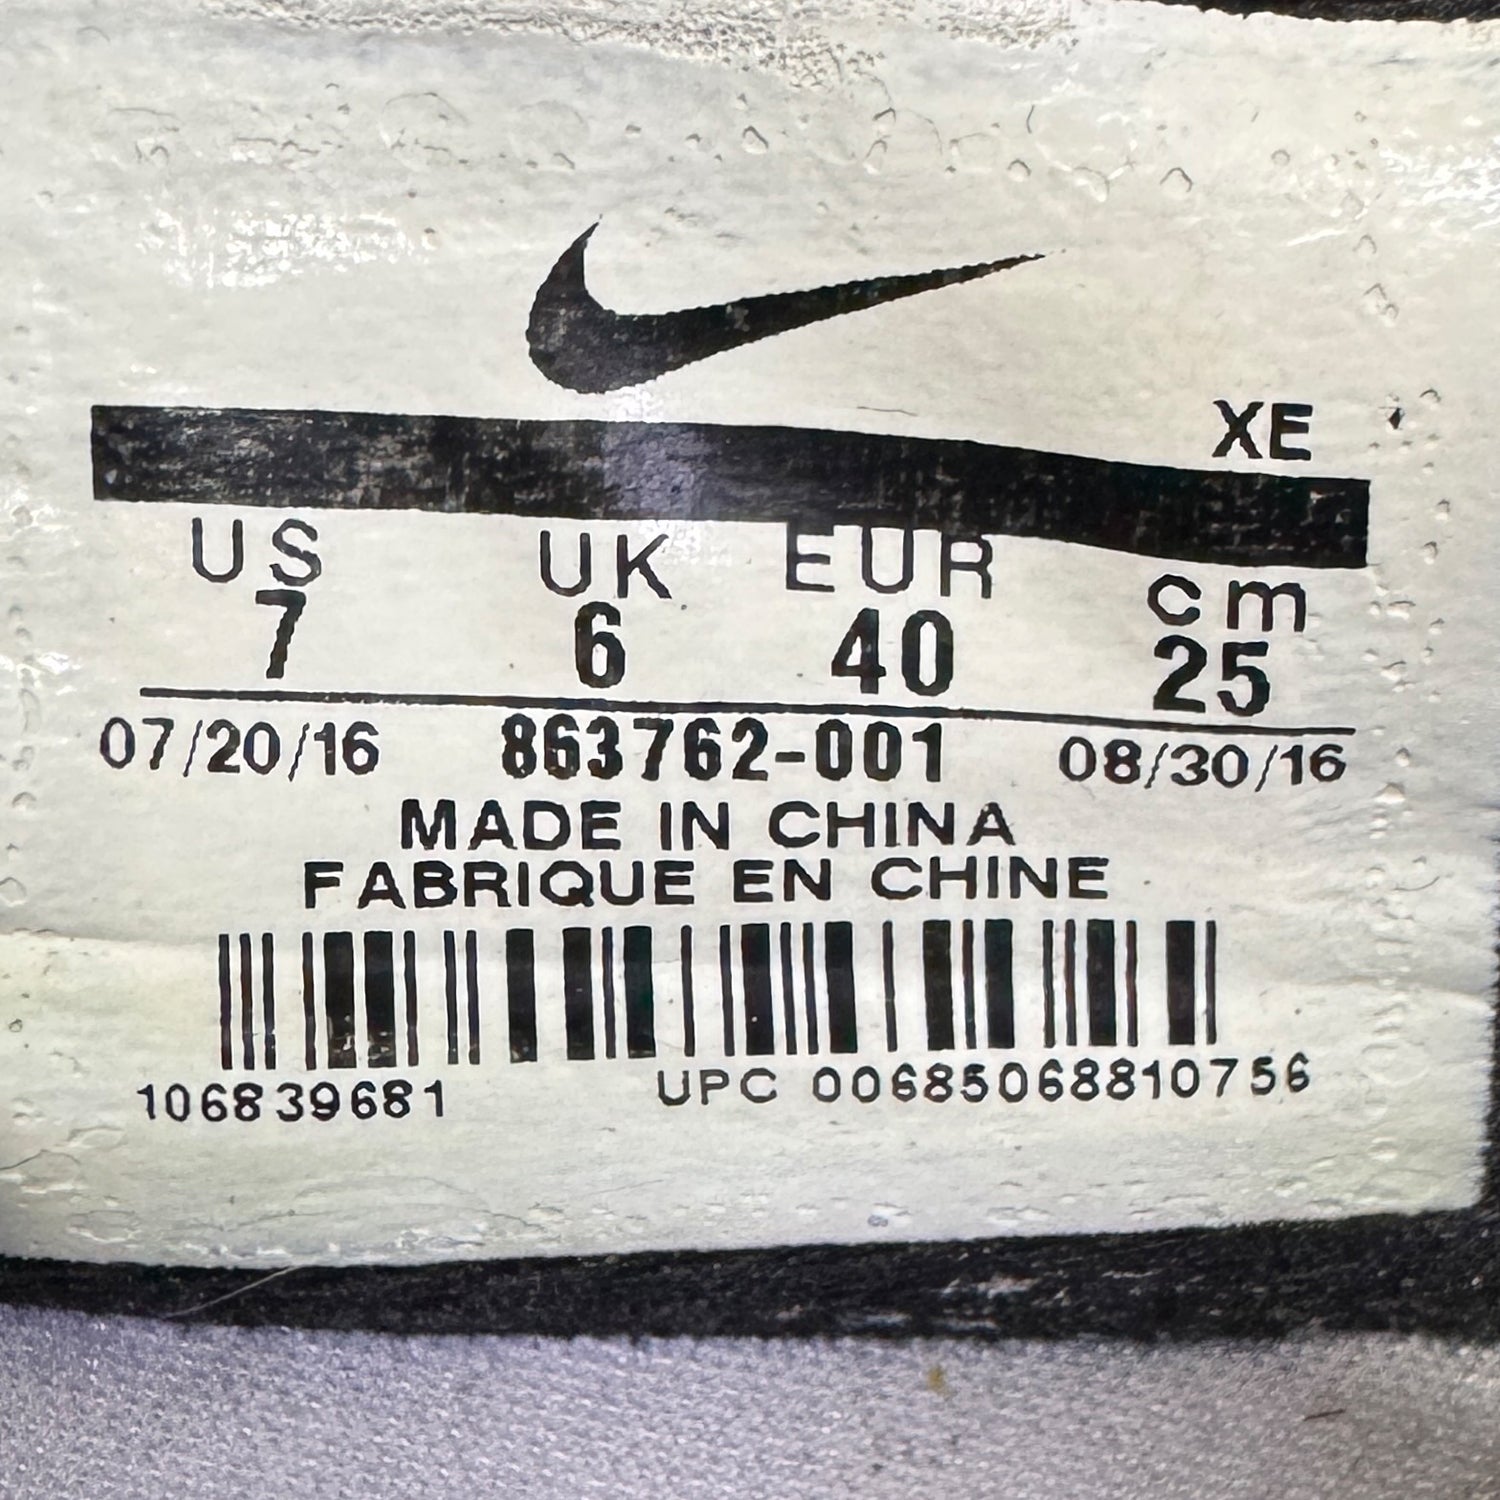 XE
US UK EUR cm
7 6 40 25
07/20/16 863762-001 08/30/16
MADE IN CHINA
FABRIQUE EN CHINE
106839681 UPC 00685068810756